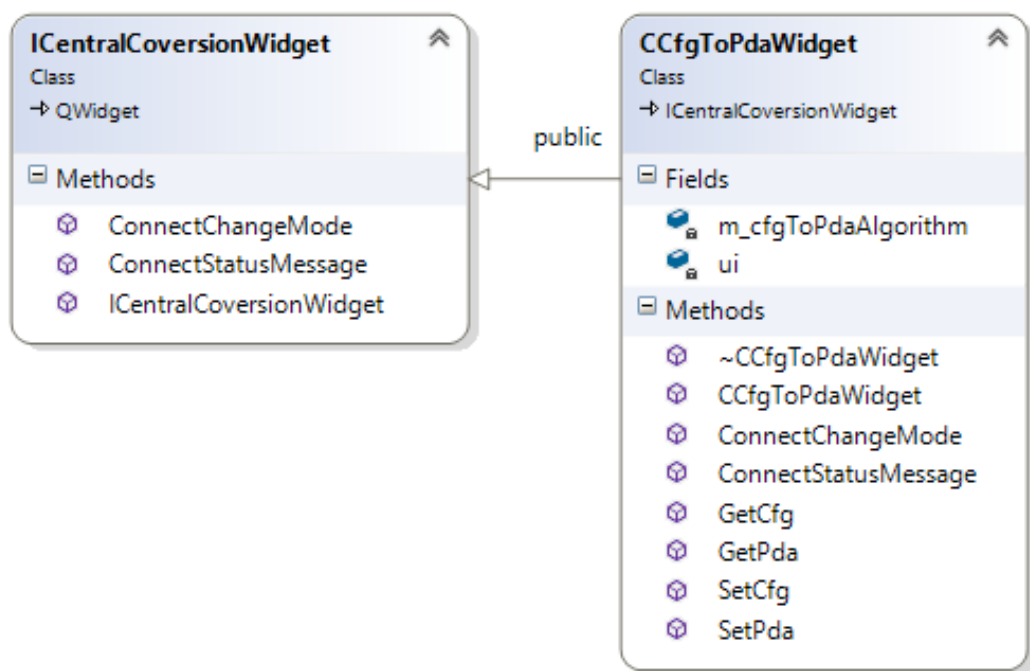 ICentralCoversionWidget
Class
QWidget
Methods
ConnectChangeMode
ConnectStatusMessage
ICentralCoversionWidget
public
CCfgToPdaWidget
Class
ICentralCoversionWidget
Fields
m_cfgToPdaAlgorithm
ui
Methods
~CCfgToPdaWidget
CCfgToPdaWidget
ConnectChangeMode
ConnectStatusMessage
GetCfg
GetPda
SetCfg
SetPda